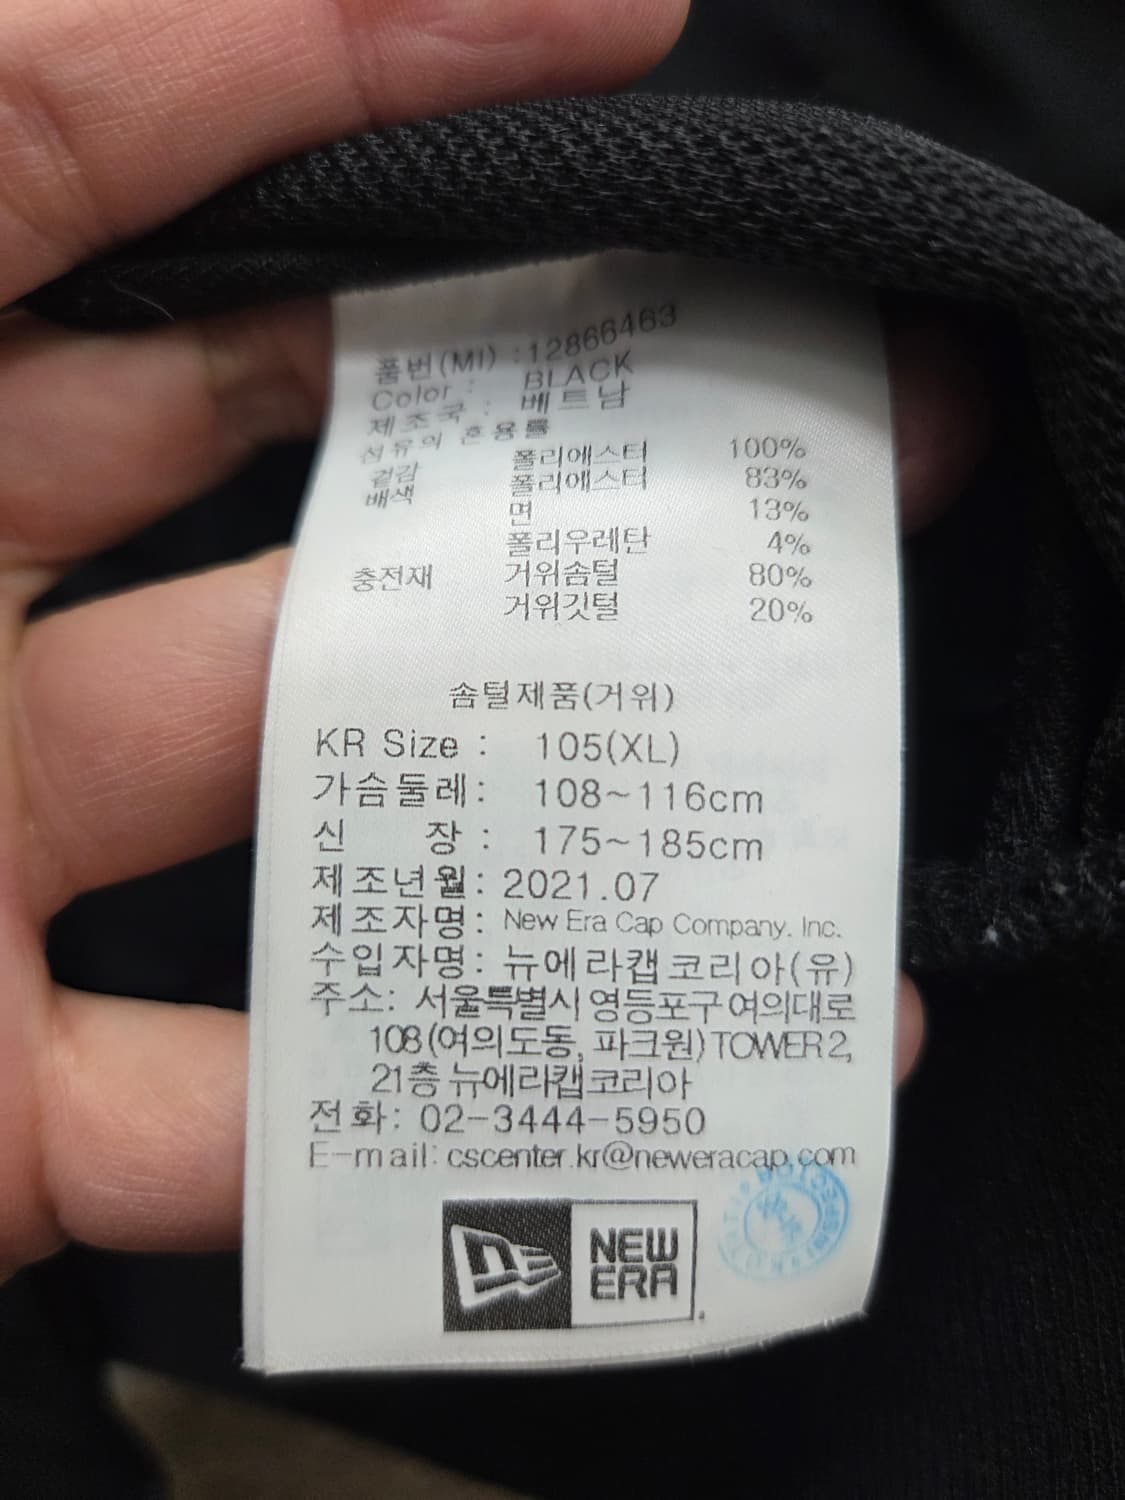 품번(MI) : 12866463
Color : BLACK
제조국 : 베트남
섬유의 혼용률
겉감 폴리에스터 100%
배색 폴리에스터 83%
면 13%
폴리우레탄 4%
충전재 거위솜털 80%
거위깃털 20%
솜털제품(거위)
KR Size : 105(XL)
가슴둘레: 108~116cm
신 장 : 175~185cm
제조년월: 2021.07
제조자명: New Era Cap Company. Inc.
수입자명: 뉴에라캡코리아(유)
주소: 서울특별시 영등포구 여의대로
108 (여의도동, 파크원) TOWER 2,
21층 뉴에라캡코리아
전화: 02-3444-5950
E-mail: cscenter.kr@neweracap.com
NEW
ERA